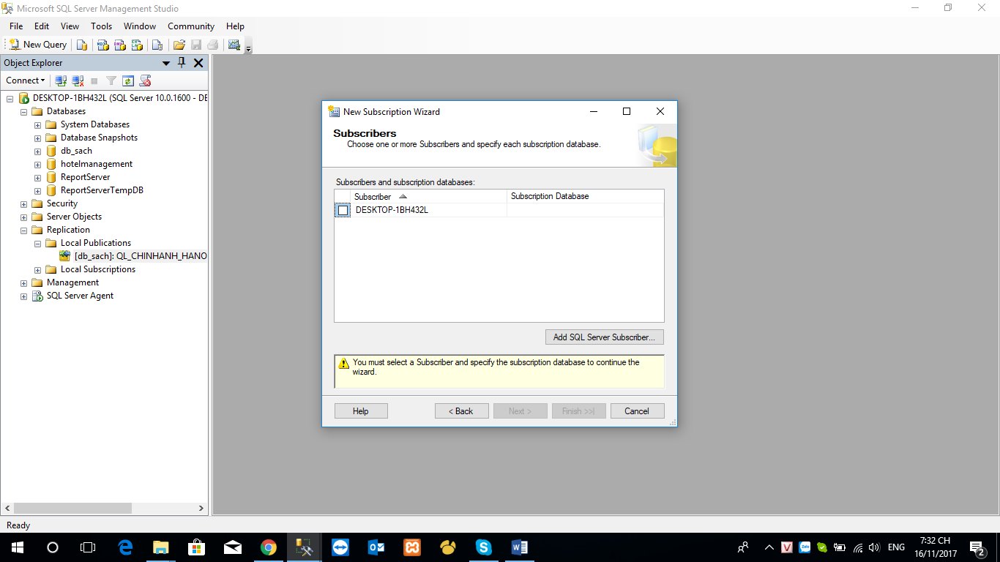 Microsoft SQL Server Management Studio
File Edit View Tools Window Community Help
New Query
Object Explorer
Connect
DESKTOP-1BH432L (SQL Server 10.0.1600 - DE
Databases
System Databases
Database Snapshots
db_sach
hotelmanagement
ReportServer
ReportServerTempDB
Security
Server Objects
Replication
Local Publications
[db_sach]: QL_CHINHANH_HANO
Local Subscriptions
Management
SQL Server Agent
New Subscription Wizard
Subscribers
Choose one or more Subscribers and specify each subscription database.
Subscribers and subscription databases:
Subscriber Subscription Database
DESKTOP-1BH432L
Add SQL Server Subscriber...
You must select a Subscriber and specify the subscription database to continue the
wizard.
Help < Back Next > Finish >>| Cancel
Ready
ENG
7:32 CH
16/11/2017
2